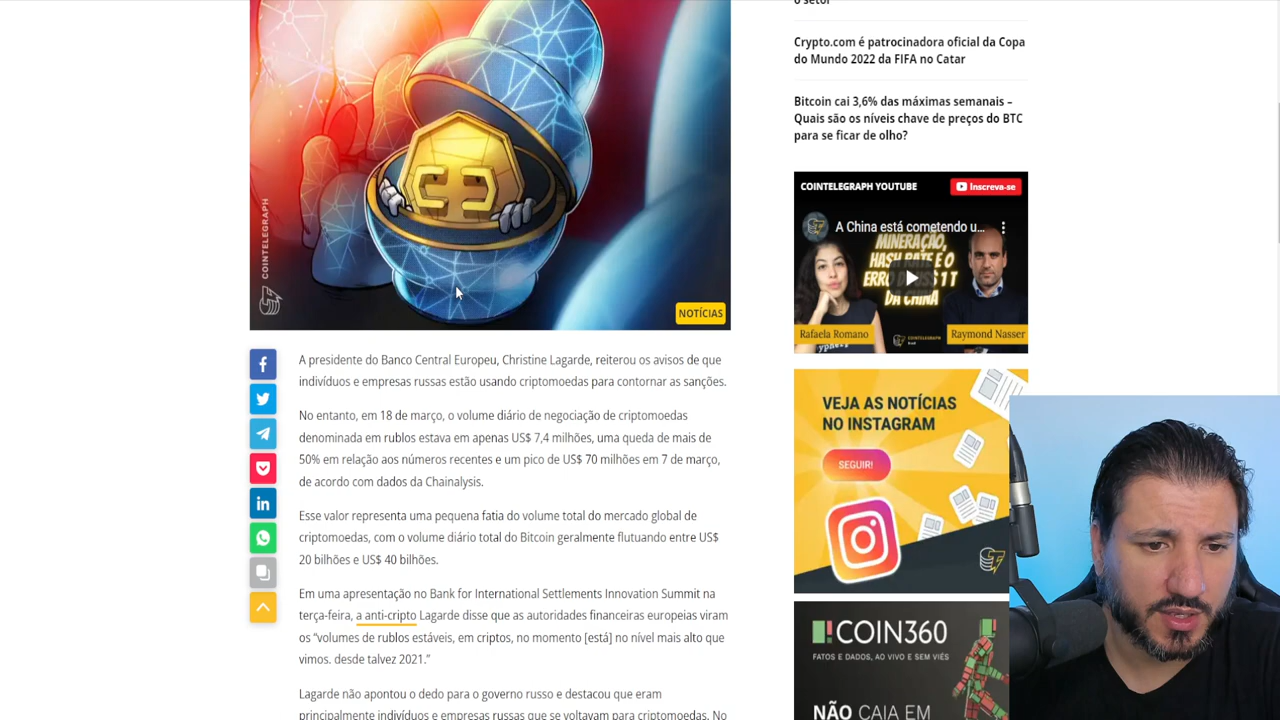 o setor
Crypto.com é patrocinadora oficial da Copa
do Mundo 2022 da FIFA no Catar
Bitcoin cai 3,6% das máximas semanais –
Quais são os níveis chave de preços do BTC
para se ficar de olho?
COINTELEGRAPH YOUTUBE
Inscreva-se
A China está cometendo u...
MINERAÇÃO,
HASH RATE E O
ERRO DE US$ 1 T
DA CHINA
Rafaela Romano
Raymond Nasser
COINTELEGRAPH
NOTÍCIAS
A presidente do Banco Central Europeu, Christine Lagarde, reiterou os avisos de que
indivíduos e empresas russas estão usando criptomoedas para contornar as sanções.
No entanto, em 18 de março, o volume diário de negociação de criptomoedas
denominada em rublos estava em apenas US$ 7,4 milhões, uma queda de mais de
50% em relação aos números recentes e um pico de US$ 70 milhões em 7 de março,
de acordo com dados da Chainalysis.
Esse valor representa uma pequena fatia do volume total do mercado global de
criptomoedas, com o volume diário total do Bitcoin geralmente flutuando entre US$
20 bilhões e US$ 40 bilhões.
Em uma apresentação no Bank for International Settlements Innovation Summit na
terça-feira, a anti-cripto Lagarde disse que as autoridades financeiras europeias viram
os “volumes de rublos estáveis, em criptos, no momento [está] no nível mais alto que
vimos. desde talvez 2021.”
Lagarde não apontou o dedo para o governo russo e destacou que eram
principalmente indivíduos e empresas russas que se voltavam para criptomoedas. No
VEJA AS NOTÍCIAS
NO INSTAGRAM
SEGUIR!
COIN360
FATOS E DADOS, AO VIVO E SEM VIÉS
NÃO CAIA EM